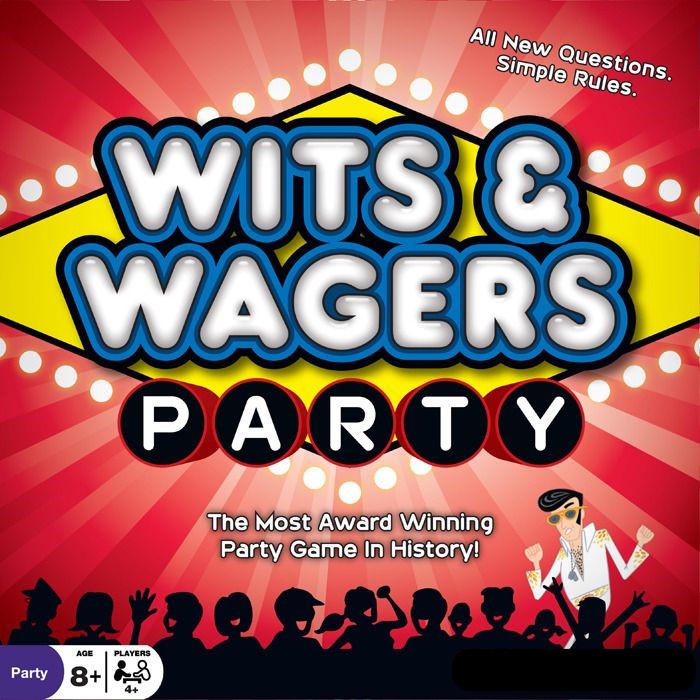 All New Questions.
Simple Rules.
WITS &
WAGERS
PARTY
The Most Award Winning
Party Game In History!
Party
AGE
8+
PLAYERS
4+